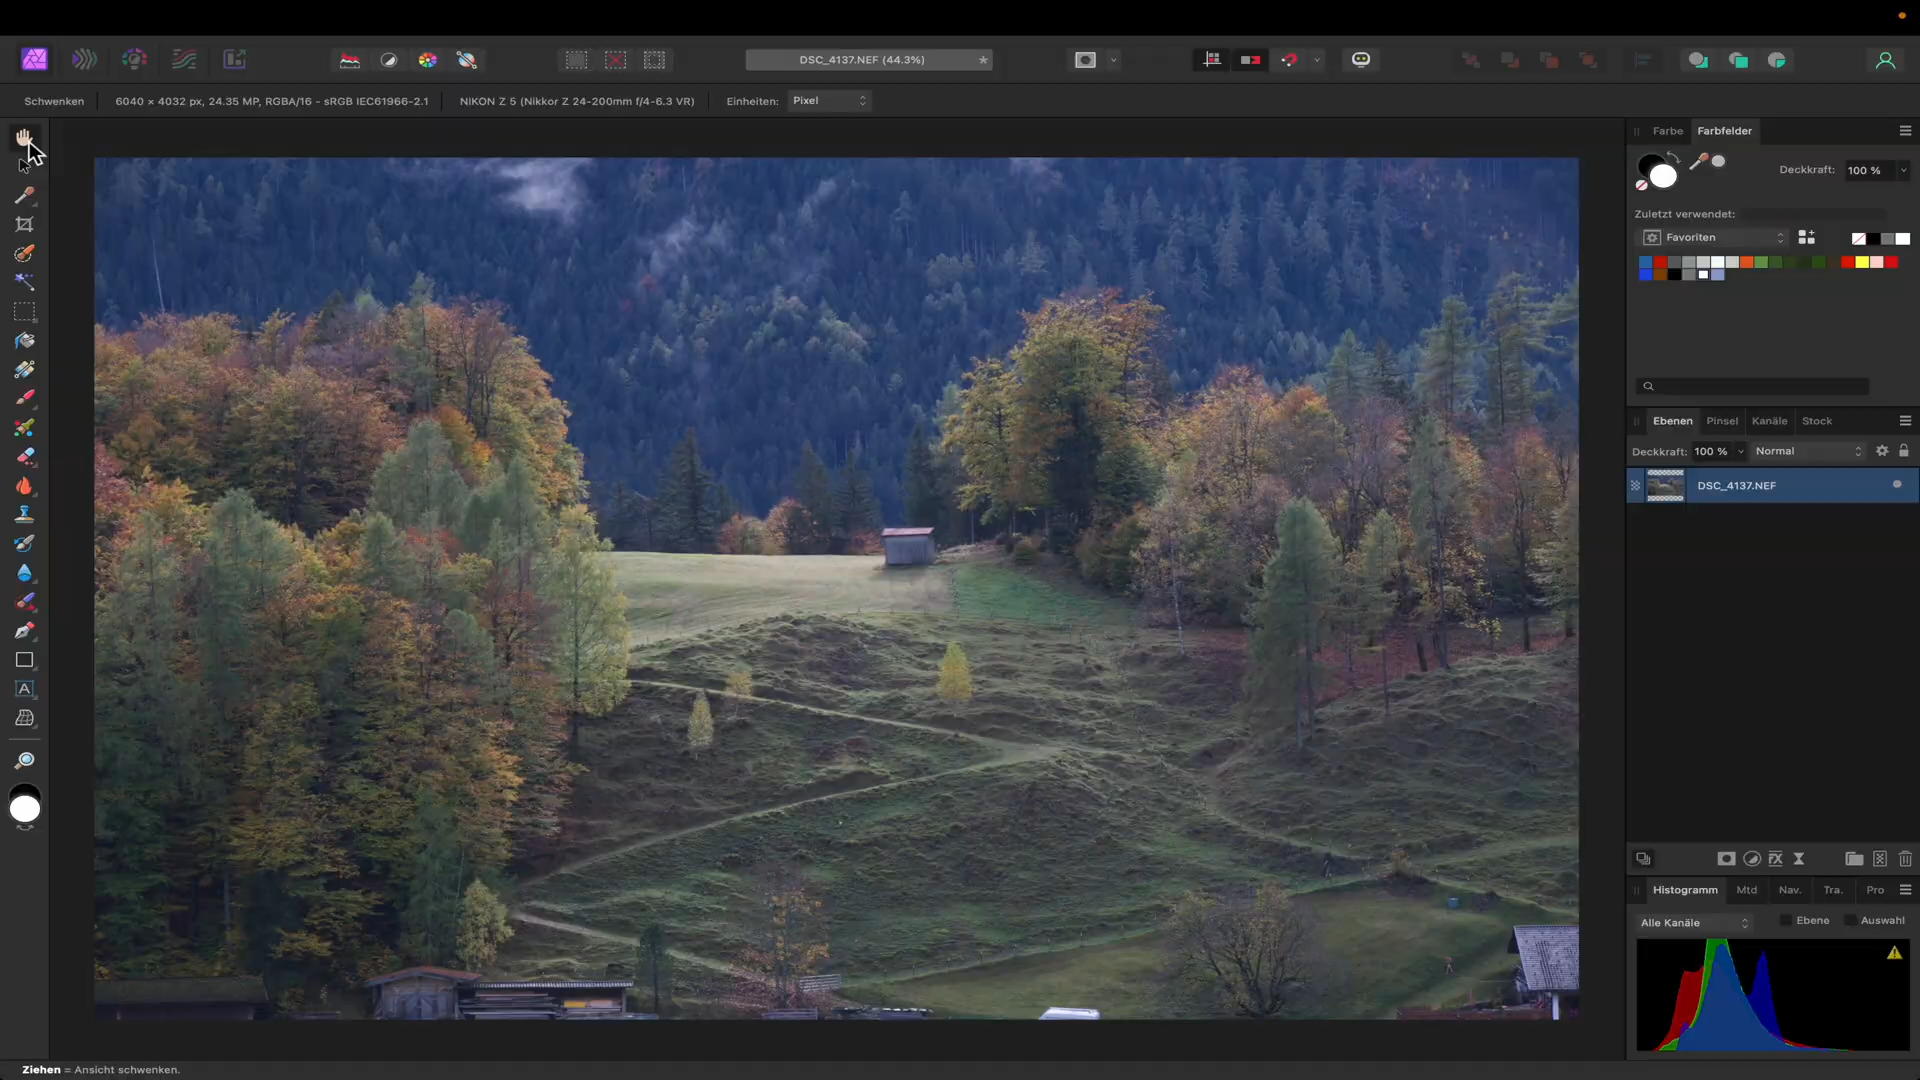 DSC_4137.NEF (44.3%)
Schwenken
6040 × 4032 px, 24.35 MP, RGBA/16 - sRGB IEC61966-2.1
NIKON Z 5 (Nikkor Z 24-200mm f/4-6.3 VR)
Einheiten: Pixel
Farbe Farbfelder
Deckkraft: 100 %
Zuletzt verwendet:
Favoriten
Ebenen Pinsel Kanäle Stock
Deckkraft: 100 % Normal
DSC_4137.NEF
Histogramm Mtd Nav. Tra. Pro
Alle Kanäle Ebene Auswahl
Ziehen = Ansicht schwenken.